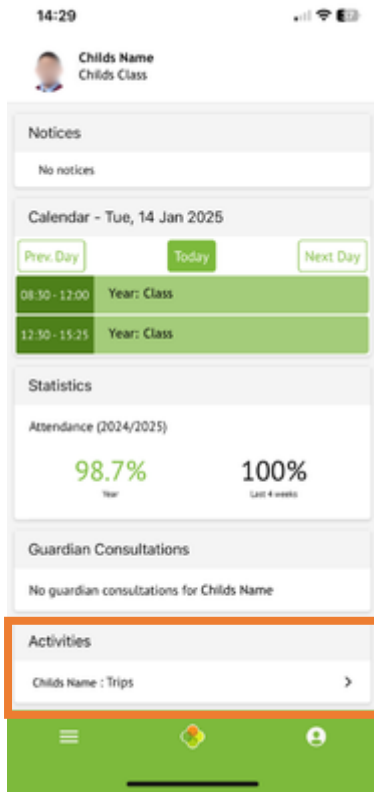 14:29
Childs Name
Childs Class
Notices
No notices
Calendar - Tue, 14 Jan 2025
Prev. Day Today Next Day
08:30 - 12:00 Year: Class
12:30 - 15:25 Year: Class
Statistics
Attendance (2024/2025)
98.7% 100%
Year Last 4 weeks
Guardian Consultations
No guardian consultations for Childs Name
Activities
Childs Name : Trips